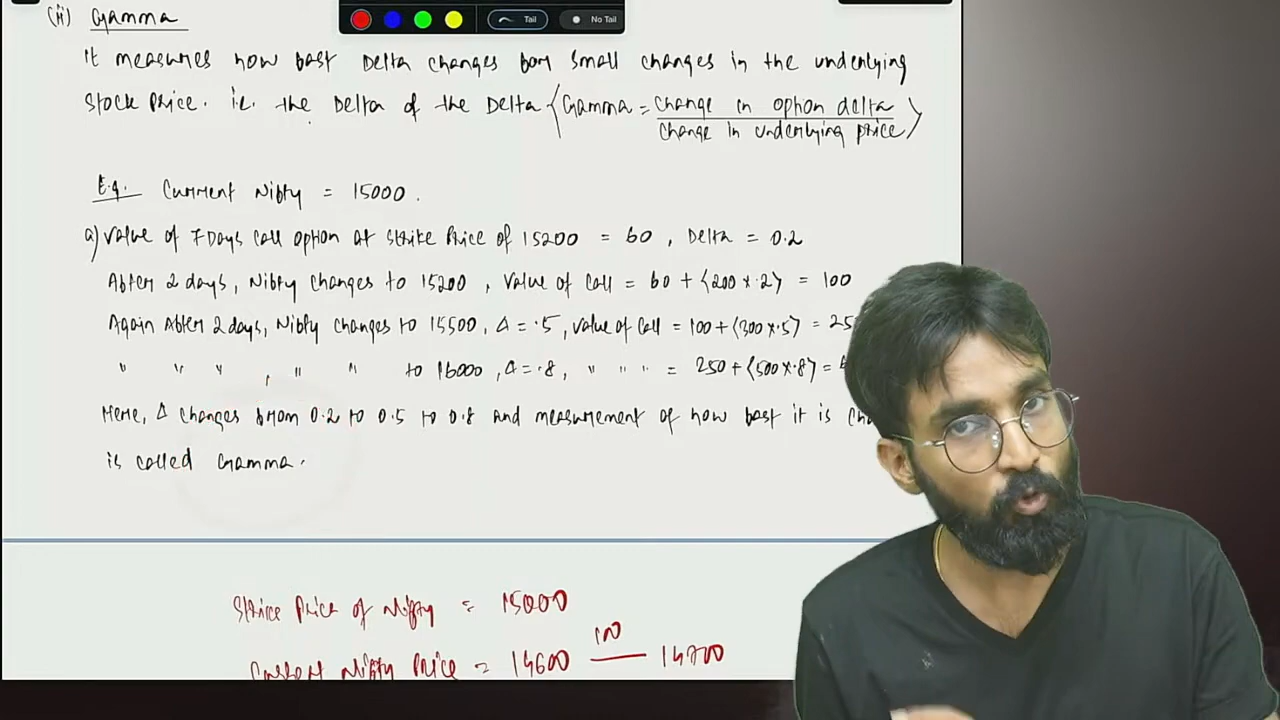 (ii) Gamma
Tail No Tail
It measures how fast Delta changes for small changes in the underlying
Stock Price. i.e. the Delta of the Delta {Gamma = change in option delta
change in underlying price}
E.g. Current Nifty = 15000.
a) Value of 7 Days call option at Strike Price of 15200 = 60, Delta = 0.2
After 2 days, Nifty changes to 15200, Value of call = 60 + {200 x .2} = 100
Again After 2 days, Nifty changes to 15500, Δ = .5, Value of call = 100 + {300 x .5} = 25
" " " , " " to 16000, Δ = .8, " " " = 250 + {500 x .8} =
Here, Δ changes from 0.2 to 0.5 to 0.8 and measurement of how fast it is
is called Gamma.
Strike Price of Nifty = 15000
100
Current Nifty Price = 14600 — 14700